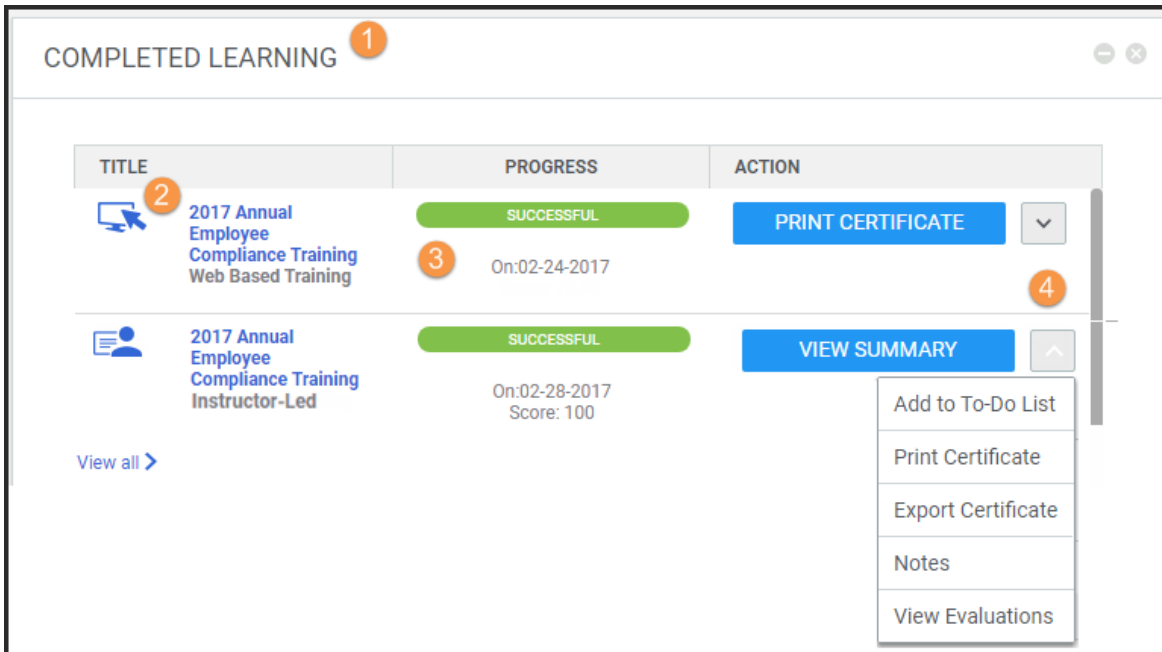 COMPLETED LEARNING 1
TITLE PROGRESS ACTION
2
2017 Annual
Employee
Compliance Training
Web Based Training
SUCCESSFUL
3
On:02-24-2017
PRINT CERTIFICATE
4
2017 Annual
Employee
Compliance Training
Instructor-Led
SUCCESSFUL
On:02-28-2017
Score: 100
VIEW SUMMARY
Add to To-Do List
Print Certificate
Export Certificate
Notes
View Evaluations
View all